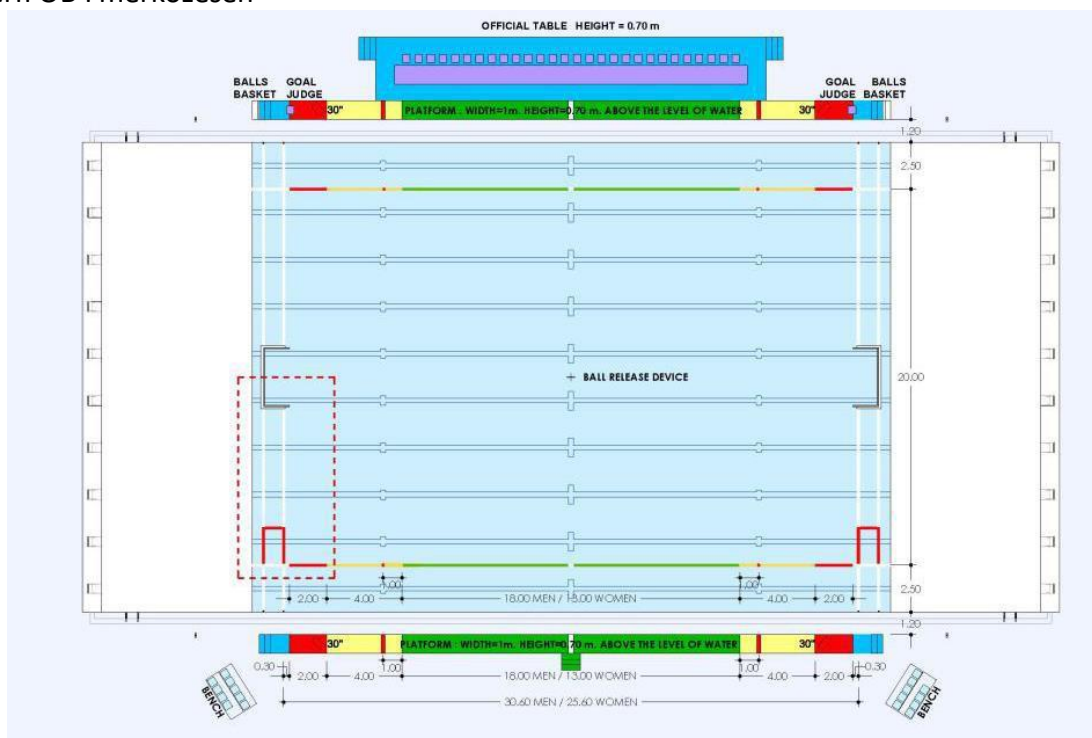 OB I mérkőzésen
OFFICIAL TABLE HEIGHT = 0.70 m
BALLS BASKET
GOAL JUDGE
GOAL JUDGE
BALLS BASKET
30"
PLATFORM : WIDTH=1m. HEIGHT=0.70 m. ABOVE THE LEVEL OF WATER
30"
1.20
2.50
BALL RELEASE DEVICE
20.00
1.00
1.00
2.00
4.00
18.00 MEN / 13.00 WOMEN
4.00
2.00
2.50
1.20
30"
PLATFORM : WIDTH=1m. HEIGHT=0.70 m. ABOVE THE LEVEL OF WATER
30"
0.30
1.00
1.00
0.30
2.00
4.00
18.00 MEN / 13.00 WOMEN
4.00
2.00
BENCH
30.60 MEN / 25.60 WOMEN
BENCH